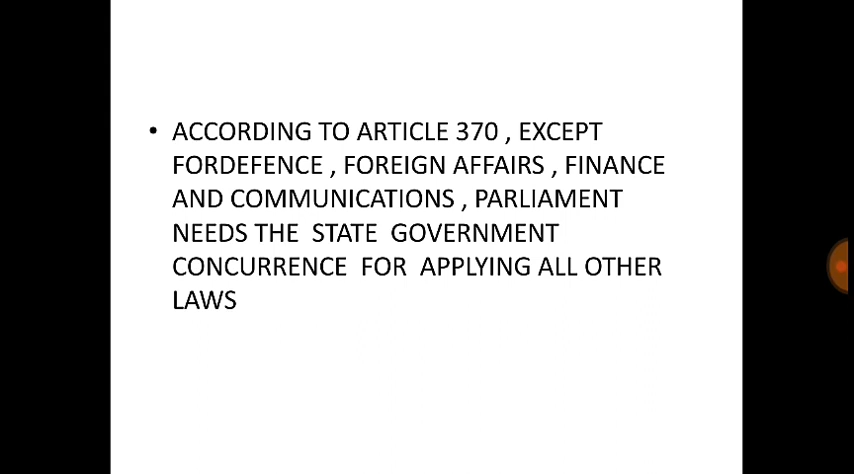 • ACCORDING TO ARTICLE 370 , EXCEPT
FORDEFENCE , FOREIGN AFFAIRS , FINANCE
AND COMMUNICATIONS , PARLIAMENT
NEEDS THE STATE GOVERNMENT
CONCURRENCE FOR APPLYING ALL OTHER
LAWS